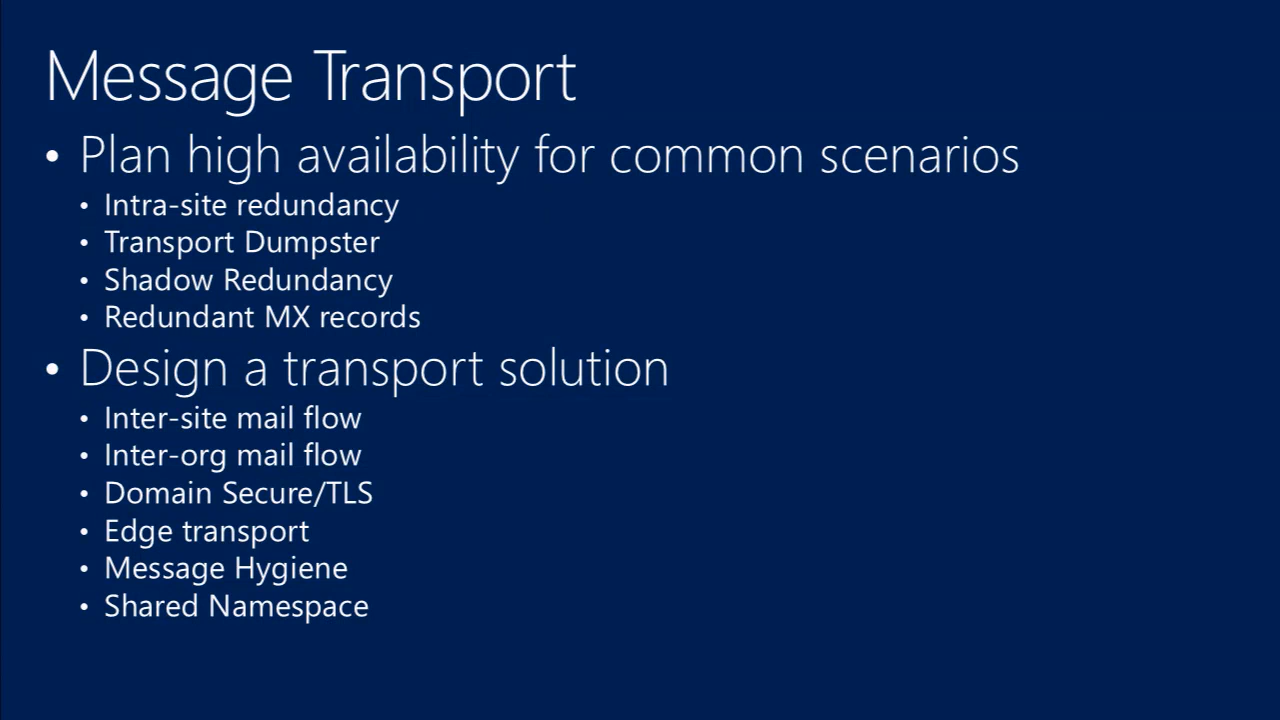 Message Transport
• Plan high availability for common scenarios
• Intra-site redundancy
• Transport Dumpster
• Shadow Redundancy
• Redundant MX records
• Design a transport solution
• Inter-site mail flow
• Inter-org mail flow
• Domain Secure/TLS
• Edge transport
• Message Hygiene
• Shared Namespace